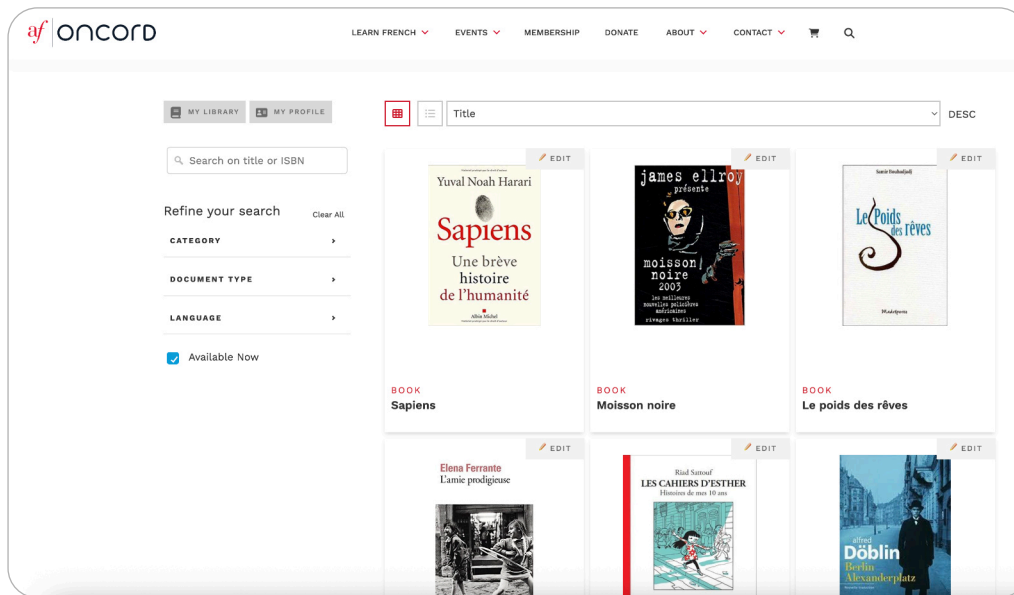 af oncord
LEARN FRENCH EVENTS MEMBERSHIP DONATE ABOUT CONTACT
MY LIBRARY MY PROFILE
Title DESC
Search on title or ISBN
Refine your search Clear All
CATEGORY
DOCUMENT TYPE
LANGUAGE
Available Now
EDIT
Yuval Noah Harari
Sapiens
Une brève
histoire
de l'humanité
Albin Michel
BOOK
Sapiens
EDIT
james ellroy
présente
moisson
noire
2003
les meilleures
nouvelles policières
américaines
rivages thriller
BOOK
Moisson noire
EDIT
Le Poids
des rêves
BOOK
Le poids des rêves
EDIT
Elena Ferrante
L'amie prodigieuse
EDIT
Riad Sattouf
LES CAHIERS D'ESTHER
Histoires de mes 10 ans
EDIT
alfred
Döblin
Berlin
Alexanderplatz